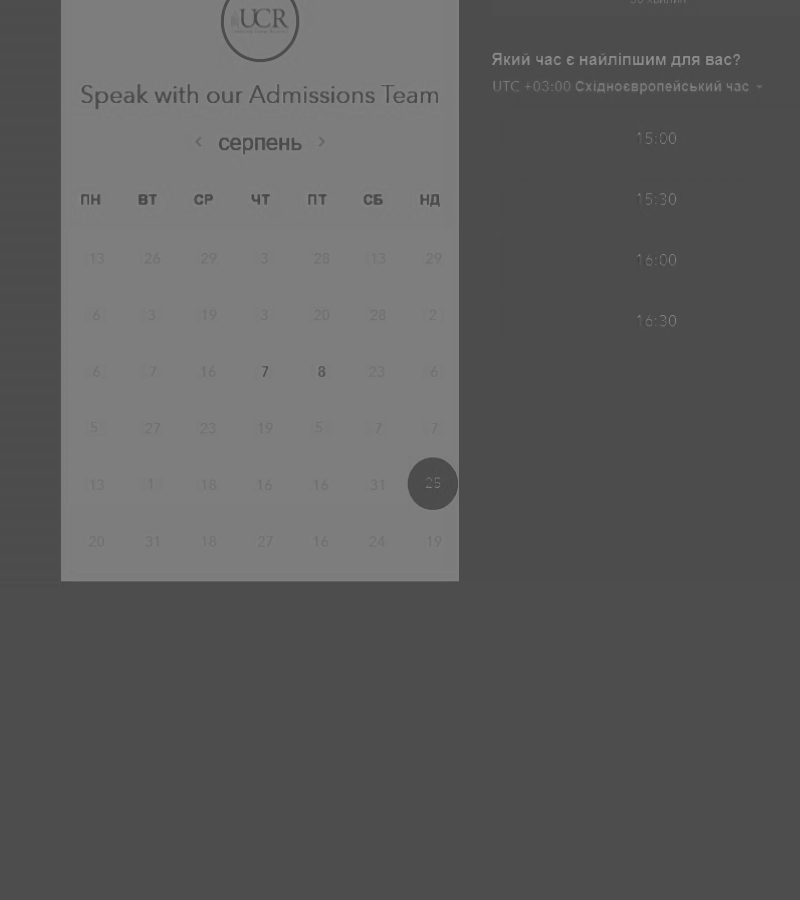 UCR
Speak with our Admissions Team
серпень
ПН ВТ СР ЧТ ПТ СБ НД
13 26 29 3 28 13 29
6 3 19 3 20 28 2
6 7 16 7 8 23 6
5 27 23 19 5 7 7
13 1 18 16 16 31 25
20 31 18 27 16 24 19
Який час є найліпшим для вас?
UTC +03:00 Східноєвропейський час
15:00
15:30
16:00
16:30